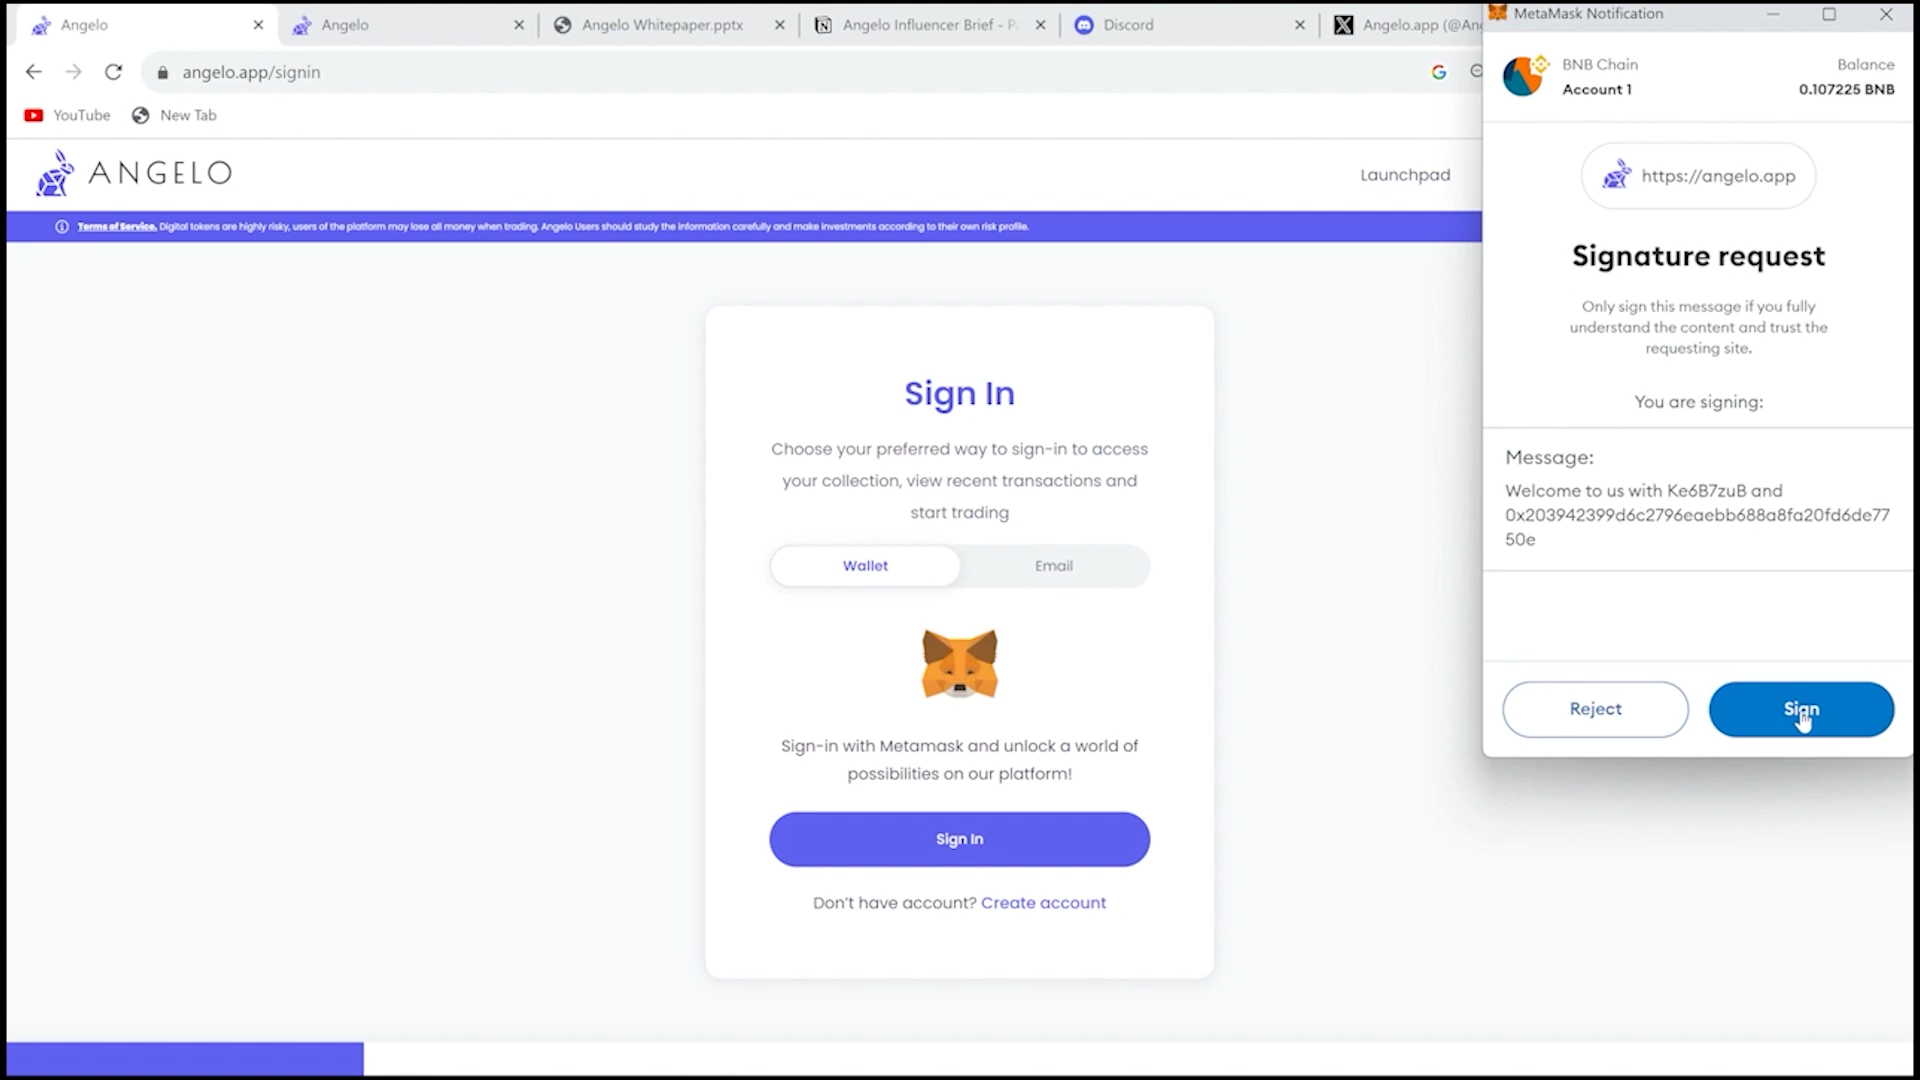 Angelo
Angelo
Angelo Whitepaper.pptx
Angelo Influencer Brief -
Discord
Angelo.app
MetaMask Notification
angelo.app/signin
YouTube
New Tab
ANGELO
Launchpad
Terms of Service. Digital tokens are highly risky, users of the platform may lose all money when trading. Angelo Users should study the information carefully and make investments according to their own risk profile.
Sign In
Choose your preferred way to sign-in to access
your collection, view recent transactions and
start trading
Wallet
Email
Sign-in with Metamask and unlock a world of
possibilities on our platform!
Sign In
Don't have account? Create account
BNB Chain
Balance
Account 1
0.107225 BNB
https://angelo.app
Signature request
Only sign this message if you fully
understand the content and trust the
requesting site.
You are signing:
Message:
Welcome to us with Ke6B7zuB and
0x203942399d6c2796eaebb688a8fa20fd6de77
50e
Reject
Sign